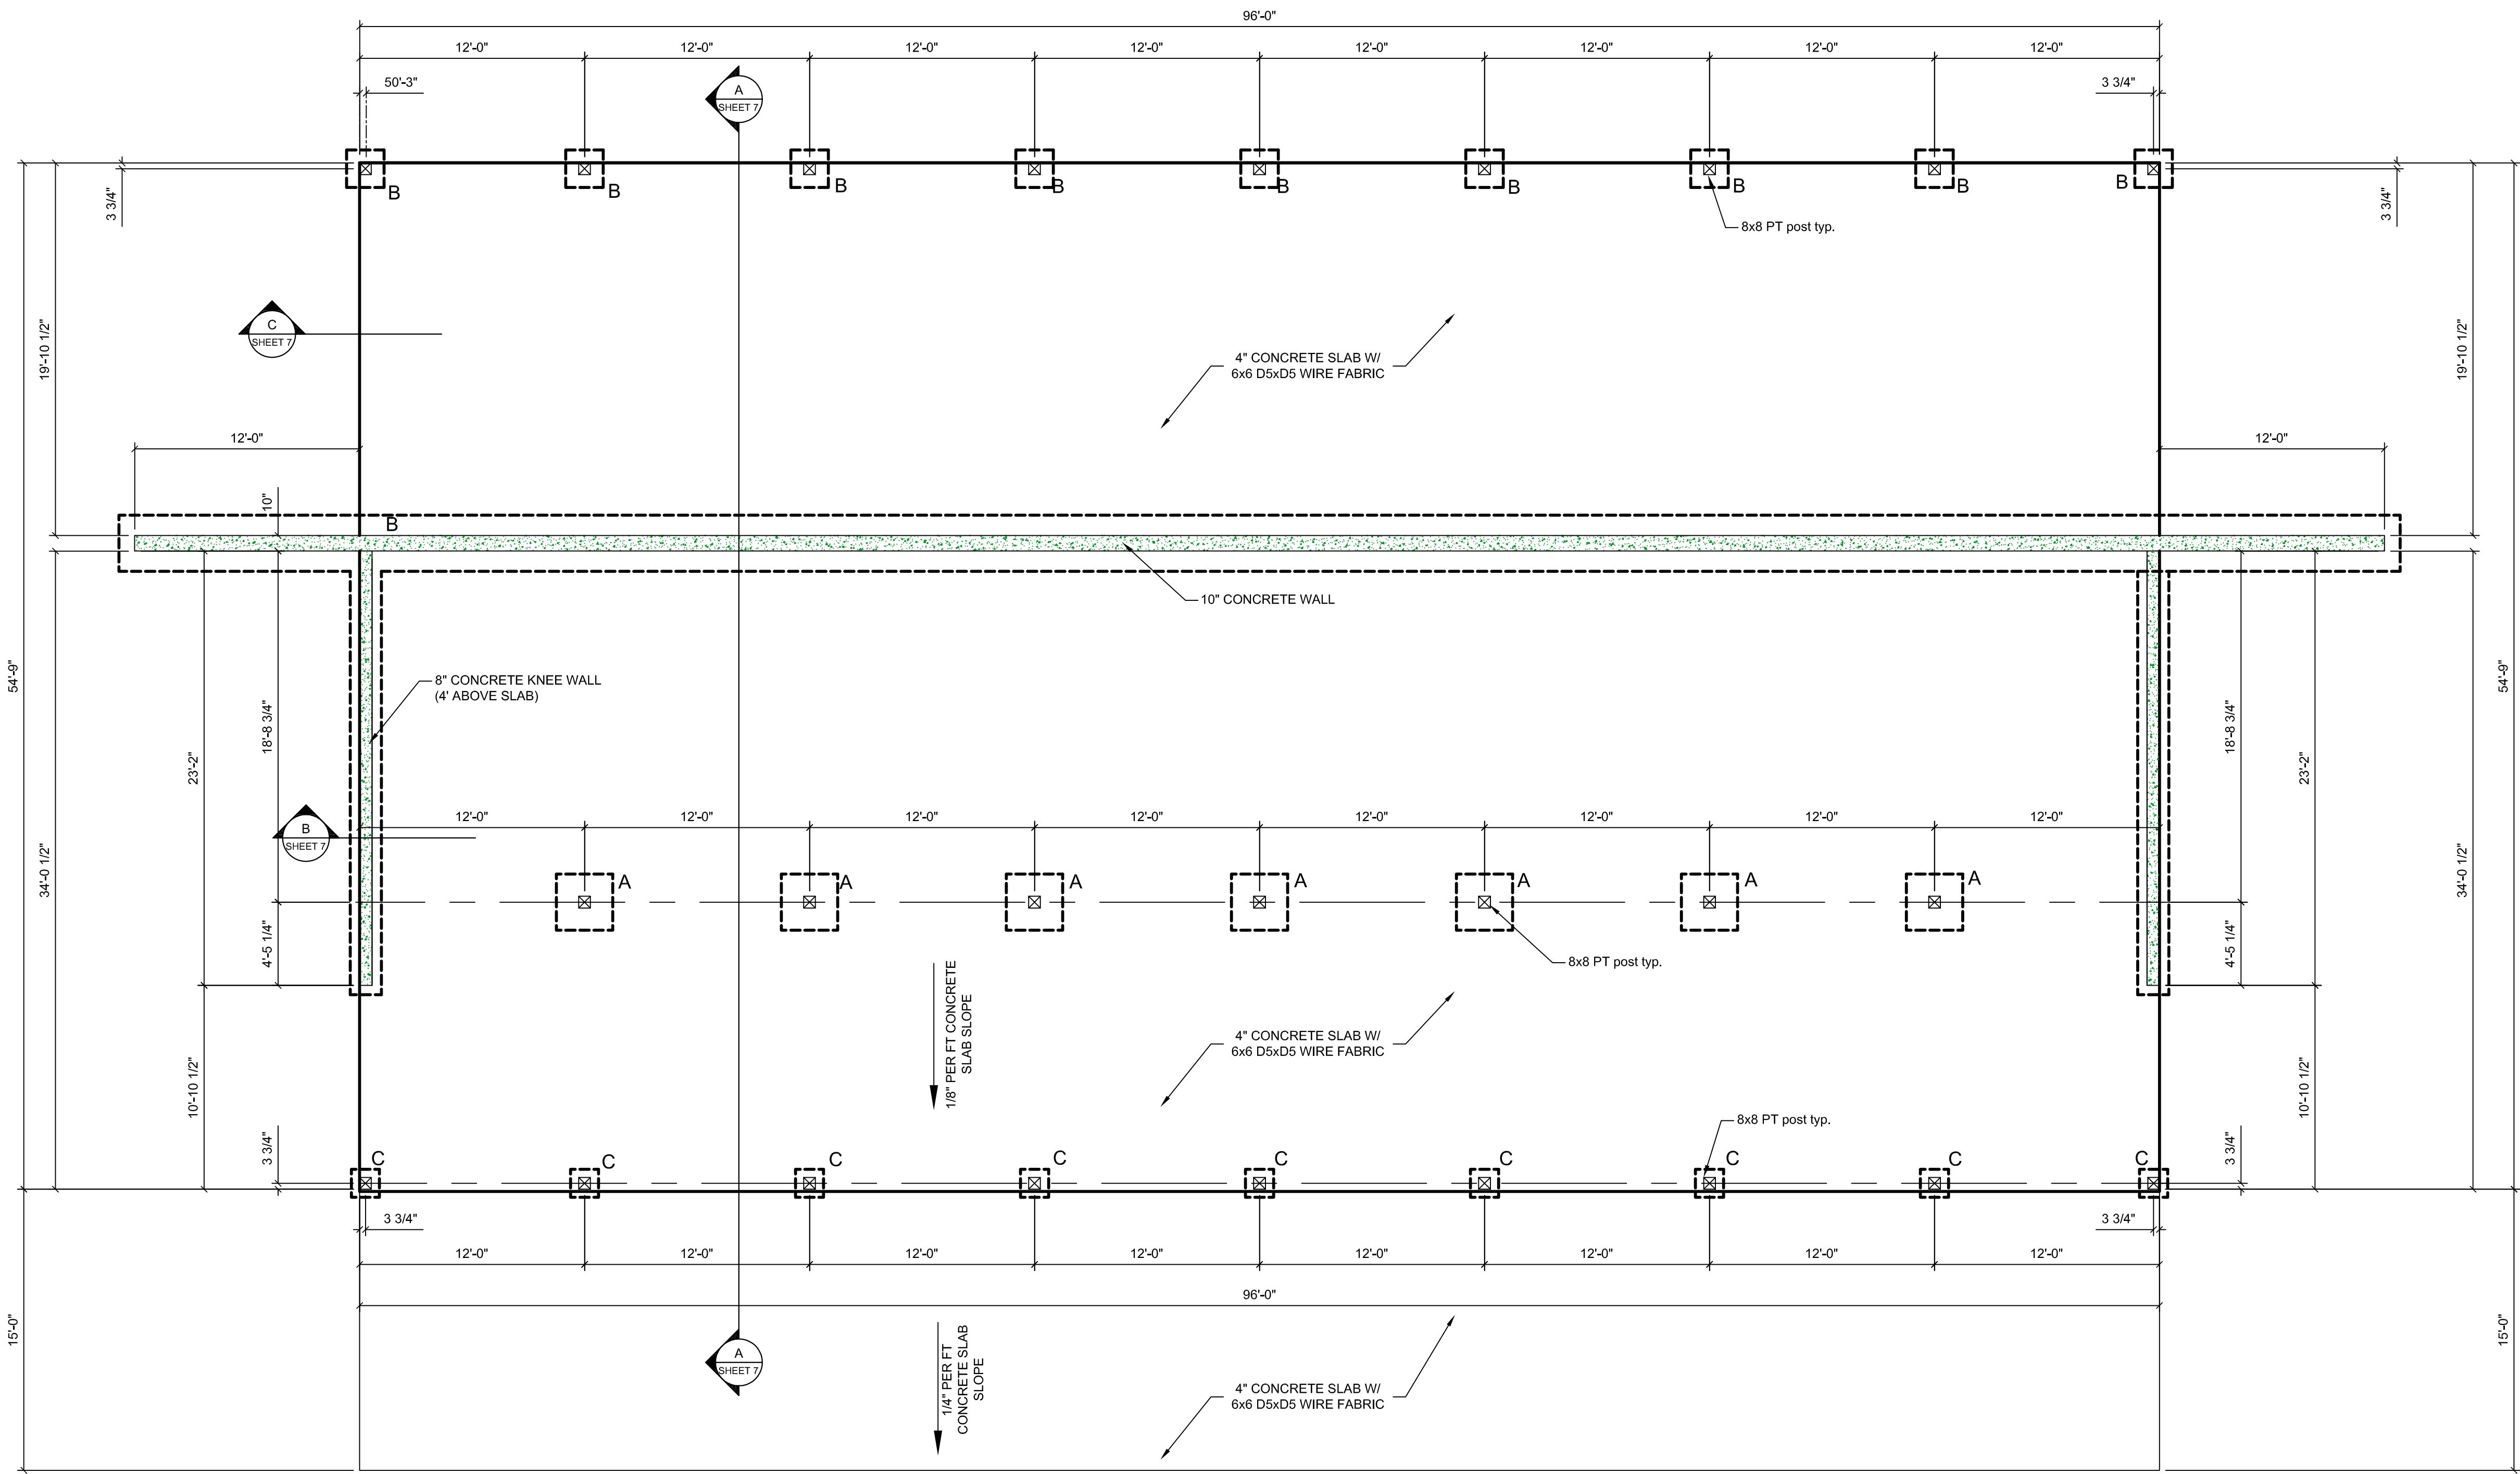 96'-0"
12'-0" 12'-0" 12'-0" 12'-0" 12'-0" 12'-0" 12'-0" 12'-0"
50'-3"
3 3/4"
A
SHEET 7
3 3/4"
B B B B B B B B B
3 3/4"
8x8 PT post typ.
C
SHEET 7
19'-10 1/2"
19'-10 1/2"
4" CONCRETE SLAB W/
6x6 D5xD5 WIRE FABRIC
12'-0"
12'-0"
10"
B
10" CONCRETE WALL
54'-9"
54'-9"
8" CONCRETE KNEE WALL
(4' ABOVE SLAB)
18'-8 3/4"
18'-8 3/4"
23'-2"
23'-2"
12'-0" 12'-0" 12'-0" 12'-0" 12'-0" 12'-0" 12'-0" 12'-0"
B
SHEET 7
34'-0 1/2"
34'-0 1/2"
A A A A A A A
4'-5 1/4"
4'-5 1/4"
8x8 PT post typ.
1/8" PER FT CONCRETE
SLAB SLOPE
4" CONCRETE SLAB W/
6x6 D5xD5 WIRE FABRIC
10'-10 1/2"
10'-10 1/2"
8x8 PT post typ.
3 3/4"
3 3/4"
C C C C C C C C C
3 3/4"
3 3/4"
12'-0" 12'-0" 12'-0" 12'-0" 12'-0" 12'-0" 12'-0" 12'-0"
96'-0"
15'-0"
15'-0"
A
SHEET 7
1/4" PER FT
CONCRETE SLAB
SLOPE
4" CONCRETE SLAB W/
6x6 D5xD5 WIRE FABRIC